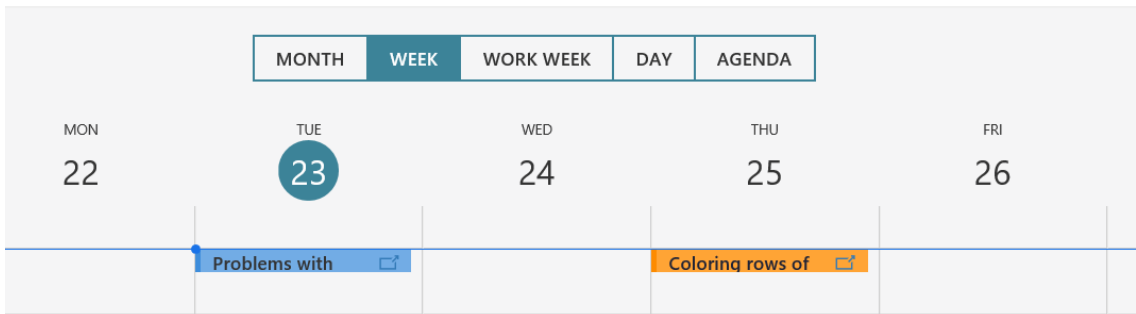 MONTH WEEK WORK WEEK DAY AGENDA
MON TUE WED THU FRI
22 23 24 25 26
Problems with Coloring rows of